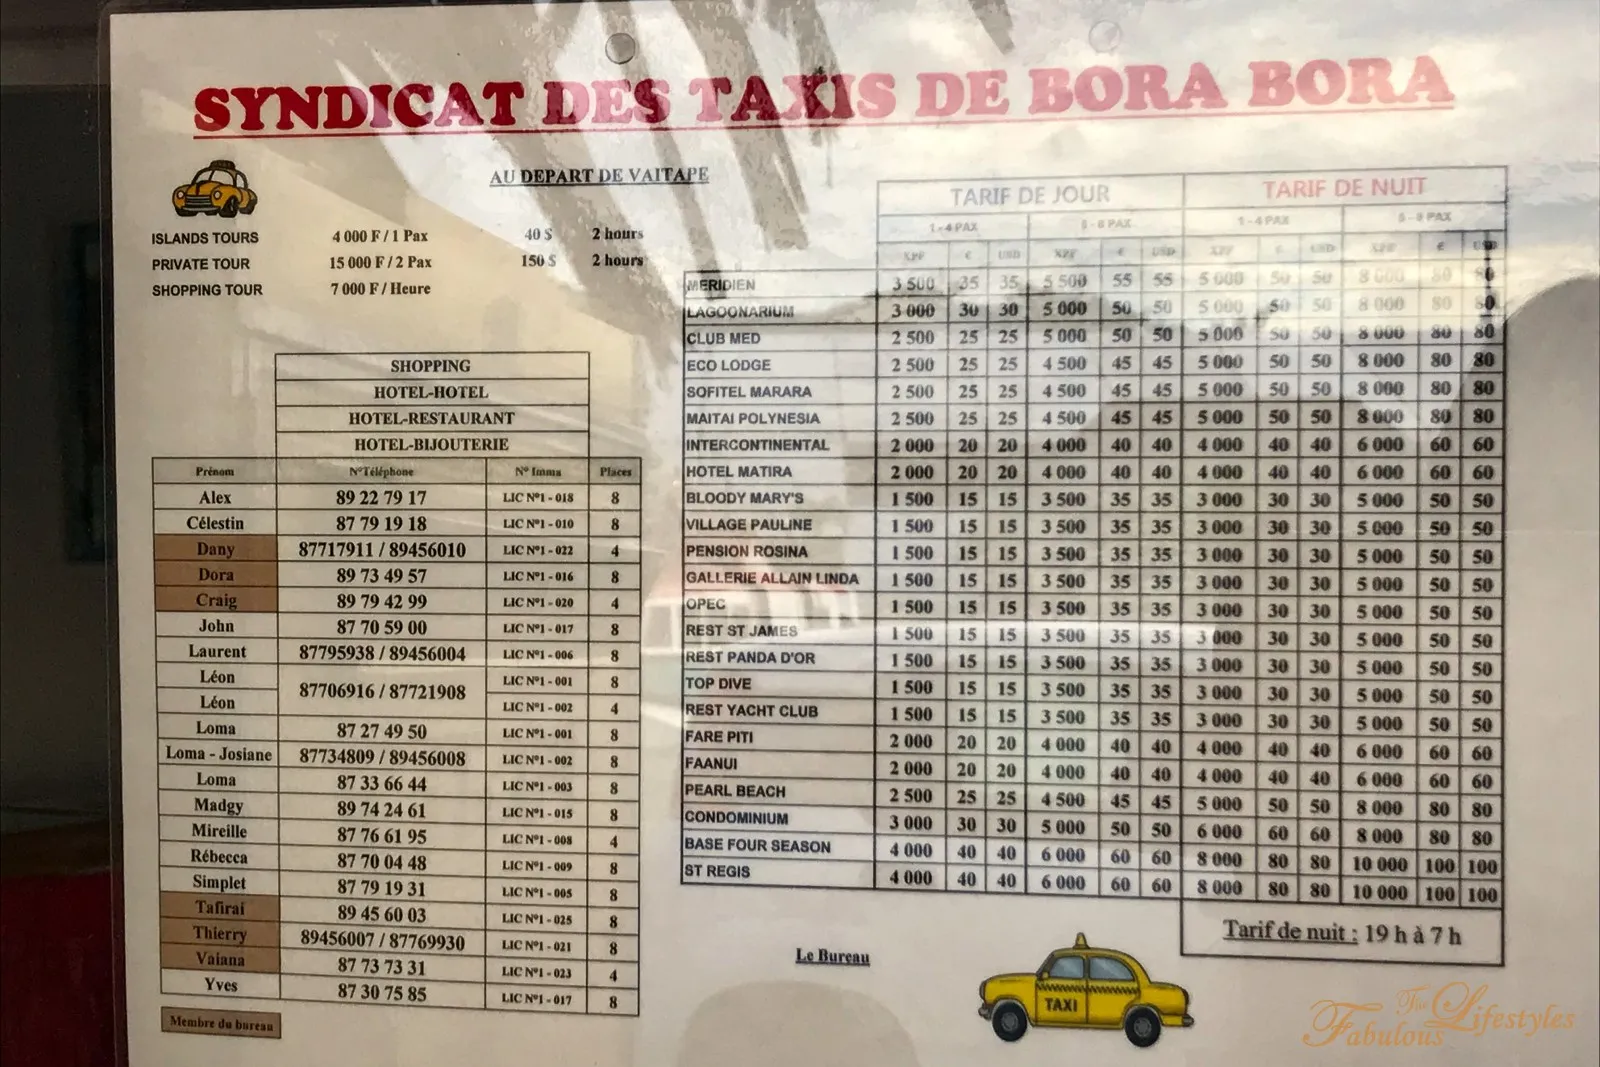 SYNDICAT DES TAXIS DE BORA BORA
AU DEPART DE VAITAPE
ISLANDS TOURS 4 000 F / 1 Pax 40 $ 2 hours
PRIVATE TOUR 15 000 F / 2 Pax 150 $ 2 hours
SHOPPING TOUR 7 000 F / Heure
SHOPPING
HOTEL-HOTEL
HOTEL-RESTAURANT
HOTEL-BIJOUTERIE
Prénom N°Téléphone N° Imma Places
Alex 89 22 79 17 LIC N°1 - 018 8
Célestin 87 79 19 18 LIC N°1 - 010 8
Dany 87717911 / 89456010 LIC N°1 - 022 4
Dora 89 73 49 57 LIC N°1 - 016 8
Craig 89 79 42 99 LIC N°1 - 020 4
John 87 70 59 00 LIC N°1 - 017 8
Laurent 87795938 / 89456004 LIC N°1 - 006 8
Léon 87706916 / 87721908 LIC N°1 - 001 8
Léon LIC N°1 - 002 4
Loma 87 27 49 50 LIC N°1 - 001 8
Loma - Josiane 87734809 / 89456008 LIC N°1 - 002 8
Loma 87 33 66 44 LIC N°1 - 003 8
Madgy 89 74 24 61 LIC N°1 - 015 8
Mireille 87 76 61 95 LIC N°1 - 008 4
Rébecca 87 70 04 48 LIC N°1 - 009 8
Simplet 87 79 19 31 LIC N°1 - 005 8
Tafirai 89 45 60 03 LIC N°1 - 025 8
Thierry 89456007 / 87769930 LIC N°1 - 021 8
Vaiana 87 73 73 31 LIC N°1 - 023 4
Yves 87 30 75 85 LIC N°1 - 017 8
Membre du bureau
TARIF DE JOUR TARIF DE NUIT
1 - 4 PAX 5 - 8 PAX 1 - 4 PAX 5 - 8 PAX
XPF € USD XPF € USD XPF € USD XPF € USD
MERIDIEN 3 500 35 35 5 500 55 55 5 000 50 50 8 000 80 80
LAGOONARIUM 3 000 30 30 5 000 50 50 5 000 50 50 8 000 80 80
CLUB MED 2 500 25 25 5 000 50 50 5 000 50 50 8 000 80 80
ECO LODGE 2 500 25 25 4 500 45 45 5 000 50 50 8 000 80 80
SOFITEL MARARA 2 500 25 25 4 500 45 45 5 000 50 50 8 000 80 80
MAITAI POLYNESIA 2 500 25 25 4 500 45 45 5 000 50 50 8 000 80 80
INTERCONTINENTAL 2 000 20 20 4 000 40 40 4 000 40 40 6 000 60 60
HOTEL MATIRA 2 000 20 20 4 000 40 40 4 000 40 40 6 000 60 60
BLOODY MARY'S 1 500 15 15 3 500 35 35 3 000 30 30 5 000 50 50
VILLAGE PAULINE 1 500 15 15 3 500 35 35 3 000 30 30 5 000 50 50
PENSION ROSINA 1 500 15 15 3 500 35 35 3 000 30 30 5 000 50 50
GALLERIE ALLAIN LINDA 1 500 15 15 3 500 35 35 3 000 30 30 5 000 50 50
OPEC 1 500 15 15 3 500 35 35 3 000 30 30 5 000 50 50
REST ST JAMES 1 500 15 15 3 500 35 35 3 000 30 30 5 000 50 50
REST PANDA D'OR 1 500 15 15 3 500 35 35 3 000 30 30 5 000 50 50
TOP DIVE 1 500 15 15 3 500 35 35 3 000 30 30 5 000 50 50
REST YACHT CLUB 1 500 15 15 3 500 35 35 3 000 30 30 5 000 50 50
FARE PITI 2 000 20 20 4 000 40 40 4 000 40 40 6 000 60 60
FAANUI 2 000 20 20 4 000 40 40 4 000 40 40 6 000 60 60
PEARL BEACH 2 500 25 25 4 500 45 45 5 000 50 50 8 000 80 80
CONDOMINIUM 3 000 30 30 5 000 50 50 6 000 60 60 8 000 80 80
BASE FOUR SEASON 4 000 40 40 6 000 60 60 8 000 80 80 10 000 100 100
ST REGIS 4 000 40 40 6 000 60 60 8 000 80 80 10 000 100 100
Tarif de nuit : 19 h à 7 h
Le Bureau
TAXI
The Fabulous Lifestyles